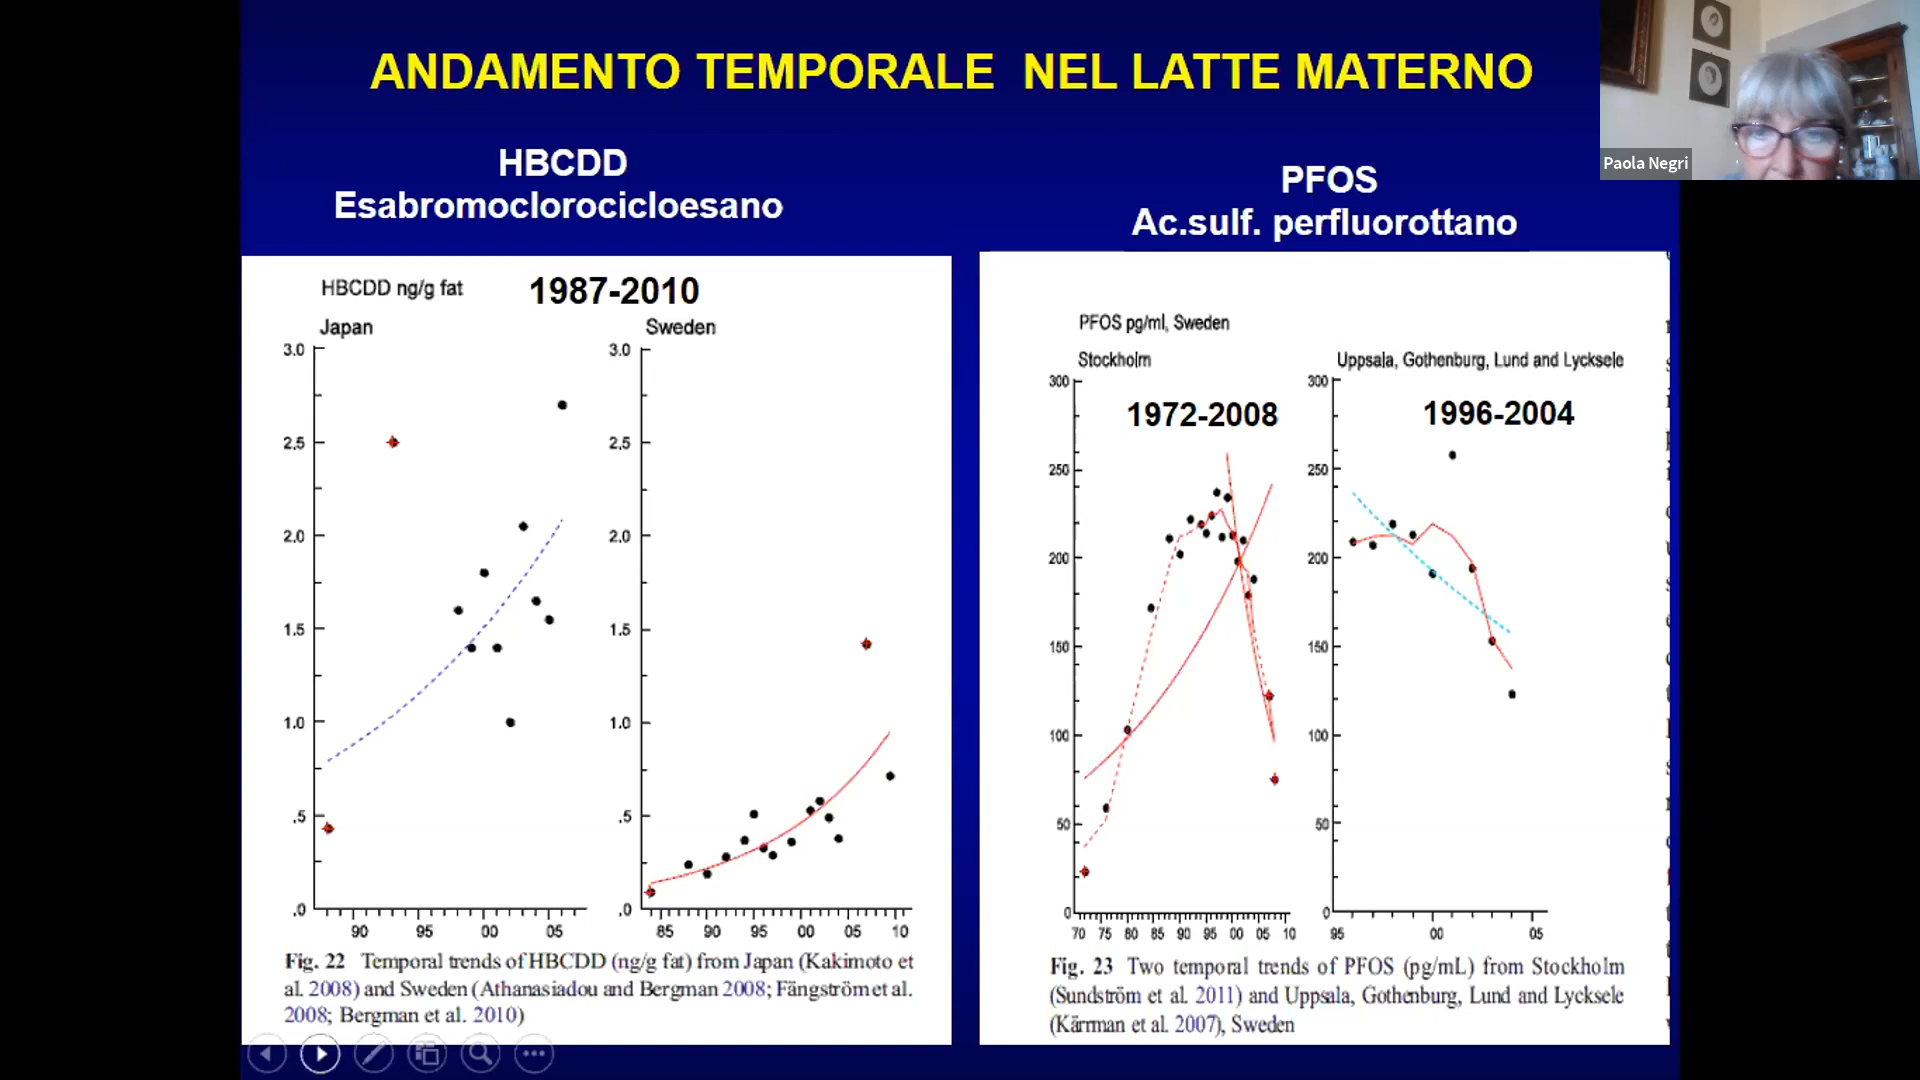 ANDAMENTO TEMPORALE NEL LATTE MATERNO
Paola Negri
HBCDD
Esabromoclorocicloesano
PFOS
Ac.sulf. perfluorottano
HBCDD ng/g fat
1987-2010
Japan
Sweden
3.0
2.5
2.0
1.5
1.0
.5
.0
90 95 00 05
3.0
2.5
2.0
1.5
1.0
.5
.0
85 90 95 00 05 10
Fig. 22 Temporal trends of HBCDD (ng/g fat) from Japan (Kakimoto et
al. 2008) and Sweden (Athanasiadou and Bergman 2008; Fängström et al.
2008; Bergman et al. 2010)
PFOS pg/ml, Sweden
Stockholm
1972-2008
300
250
200
150
100
50
0
70 75 80 85 90 95 00 05 10
Uppsala, Gothenburg, Lund and Lycksele
1996-2004
300
250
200
150
100
50
0
95 00 05
Fig. 23 Two temporal trends of PFOS (pg/mL) from Stockholm
(Sundström et al. 2011) and Uppsala, Gothenburg, Lund and Lycksele
(Kärrman et al. 2007), Sweden